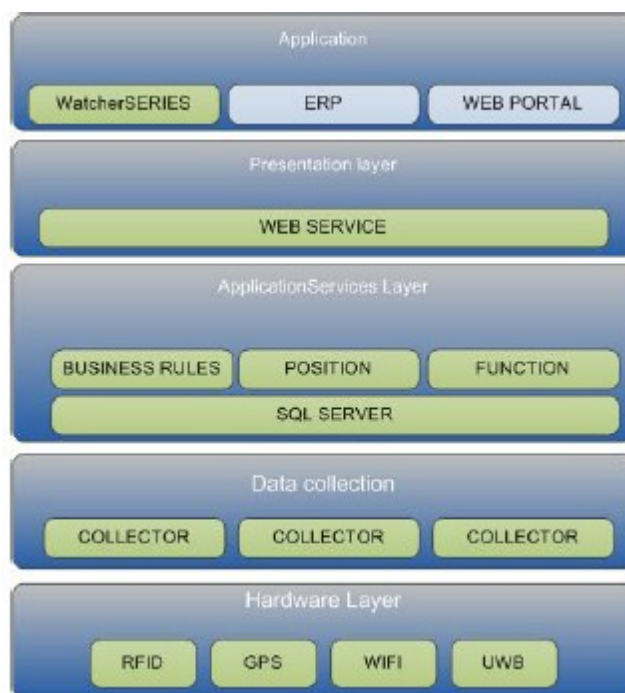 Application
WatcherSERIES ERP WEB PORTAL
Presentation layer
WEB SERVICE
ApplicationServices Layer
BUSINESS RULES POSITION FUNCTION
SQL SERVER
Data collection
COLLECTOR COLLECTOR COLLECTOR
Hardware Layer
RFID GPS WIFI UWB